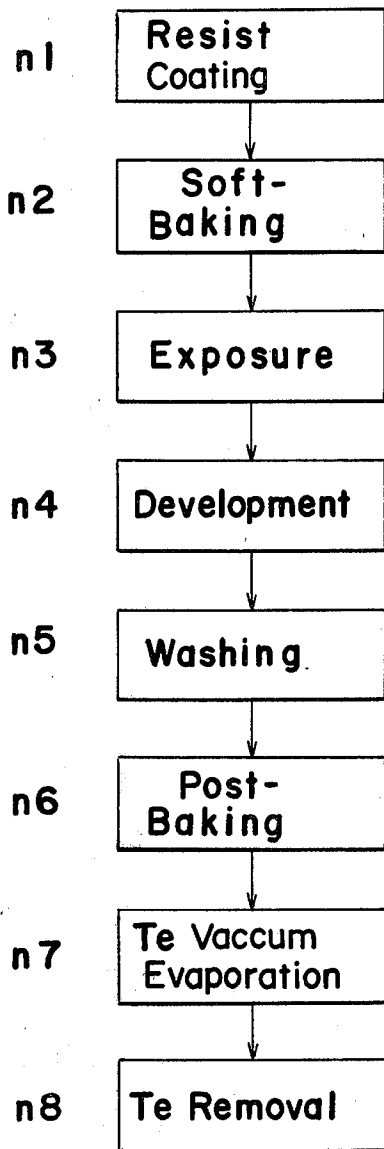 n1 Resist
Coating
n2 Soft-
Baking
n3 Exposure
n4 Development
n5 Washing
n6 Post-
Baking
n7 Te Vaccum
Evaporation
n8 Te Removal